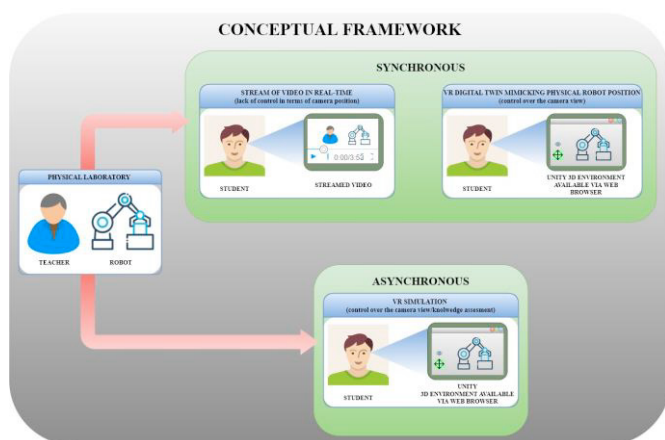 CONCEPTUAL FRAMEWORK
SYNCHRONOUS
STREAM OF VIDEO IN REAL-TIME
(lack of control in terms of camera position)
STUDENT
0:00/3:52
STREAMED VIDEO
VR DIGITAL TWIN MIMICKING PHYSICAL ROBOT POSITION
(control over the camera view)
STUDENT
UNITY 3D ENVIRONMENT
AVAILABLE VIA WEB
BROWSER
PHYSICAL LABORATORY
TEACHER
ROBOT
ASYNCHRONOUS
VR SIMULATION
(control over the camera view/knolwedge assesment)
STUDENT
UNITY
3D ENVIRONMENT AVAILABLE
VIA WEB BROWSER